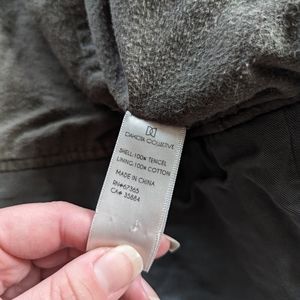 DAKOTA COLLECTIVE
SHELL:100% TENCEL
LINING:100% COTTON
MADE IN CHINA
RN#67365
CA# 35884